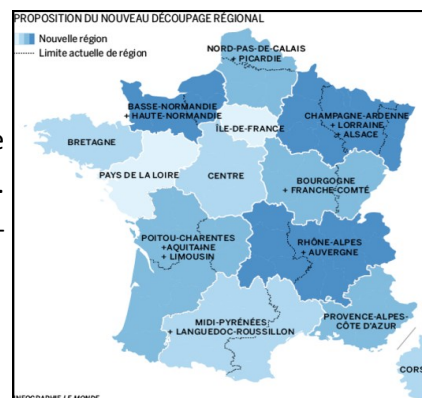 PROPOSITION DU NOUVEAU DÉCOUPAGE RÉGIONAL
Nouvelle région
Limite actuelle de région
NORD-PAS-DE-CALAIS
+ PICARDIE
BASSE-NORMANDIE
+ HAUTE-NORMANDIE
ÎLE-DE-FRANCE
CHAMPAGNE-ARDENNE
+ LORRAINE
+ ALSACE
BRETAGNE
PAYS DE LA LOIRE
CENTRE
BOURGOGNE
+ FRANCHE-COMTÉ
POITOU-CHARENTES
+AQUITAINE
+ LIMOUSIN
RHÔNE-ALPES
+ AUVERGNE
MIDI-PYRÉNÉES
+ LANGUEDOC-ROUSSILLON
PROVENCE-ALPES-
CÔTE D'AZUR
CORS
INFOGRAPHIE LE MONDE